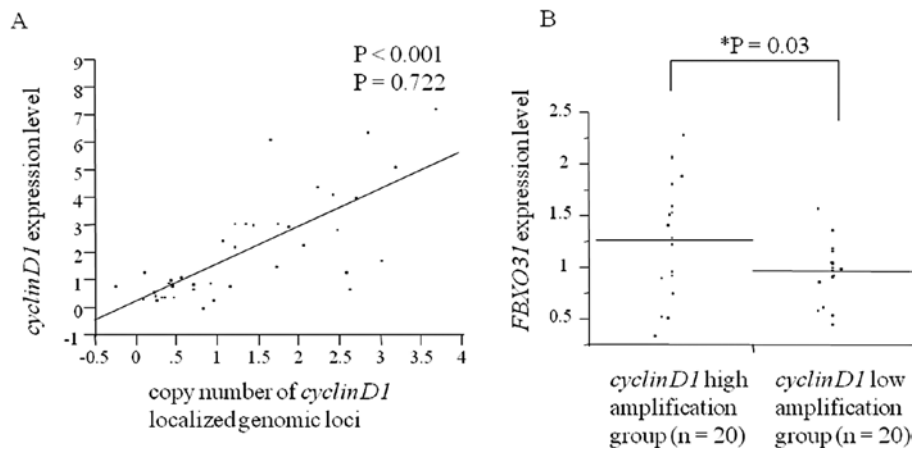 A
P < 0.001
P = 0.722
cyclinD1 expression level
9
8
7
6
5
4
3
2
1
0
-1
-0.5 0 .5 1 1.5 2 2.5 3 3.5 4
copy number of cyclinD1
localized genomic loci
B
*P = 0.03
FBXO31 expression level
2.5
2
1.5
1
0.5
cyclinD1 high
amplification
group (n = 20)
cyclinD1 low
amplification
group (n = 20)